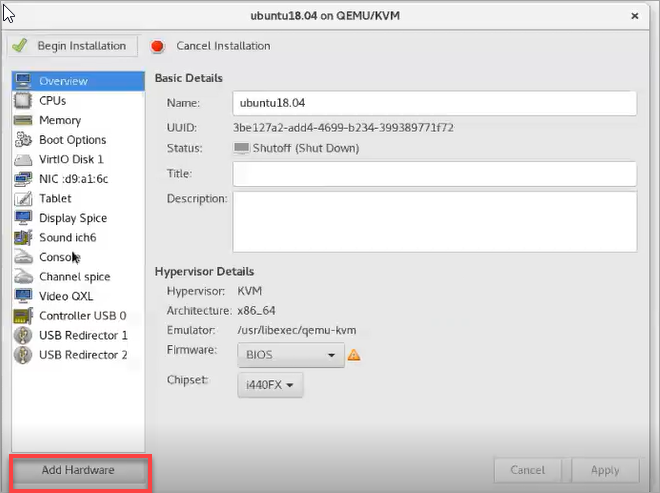 ubuntu18.04 on QEMU/KVM
Begin Installation
Cancel Installation
Overview
CPUs
Memory
Boot Options
VirtIO Disk 1
NIC :d9:a1:6c
Tablet
Display Spice
Sound ich6
Console
Channel spice
Video QXL
Controller USB 0
USB Redirector 1
USB Redirector 2
Add Hardware
Basic Details
Name: ubuntu18.04
UUID: 3be127a2-add4-4699-b234-399389771f72
Status: Shutoff (Shut Down)
Title:
Description:
Hypervisor Details
Hypervisor: KVM
Architecture: x86_64
Emulator: /usr/libexec/qemu-kvm
Firmware: BIOS
Chipset: i440FX
Cancel
Apply